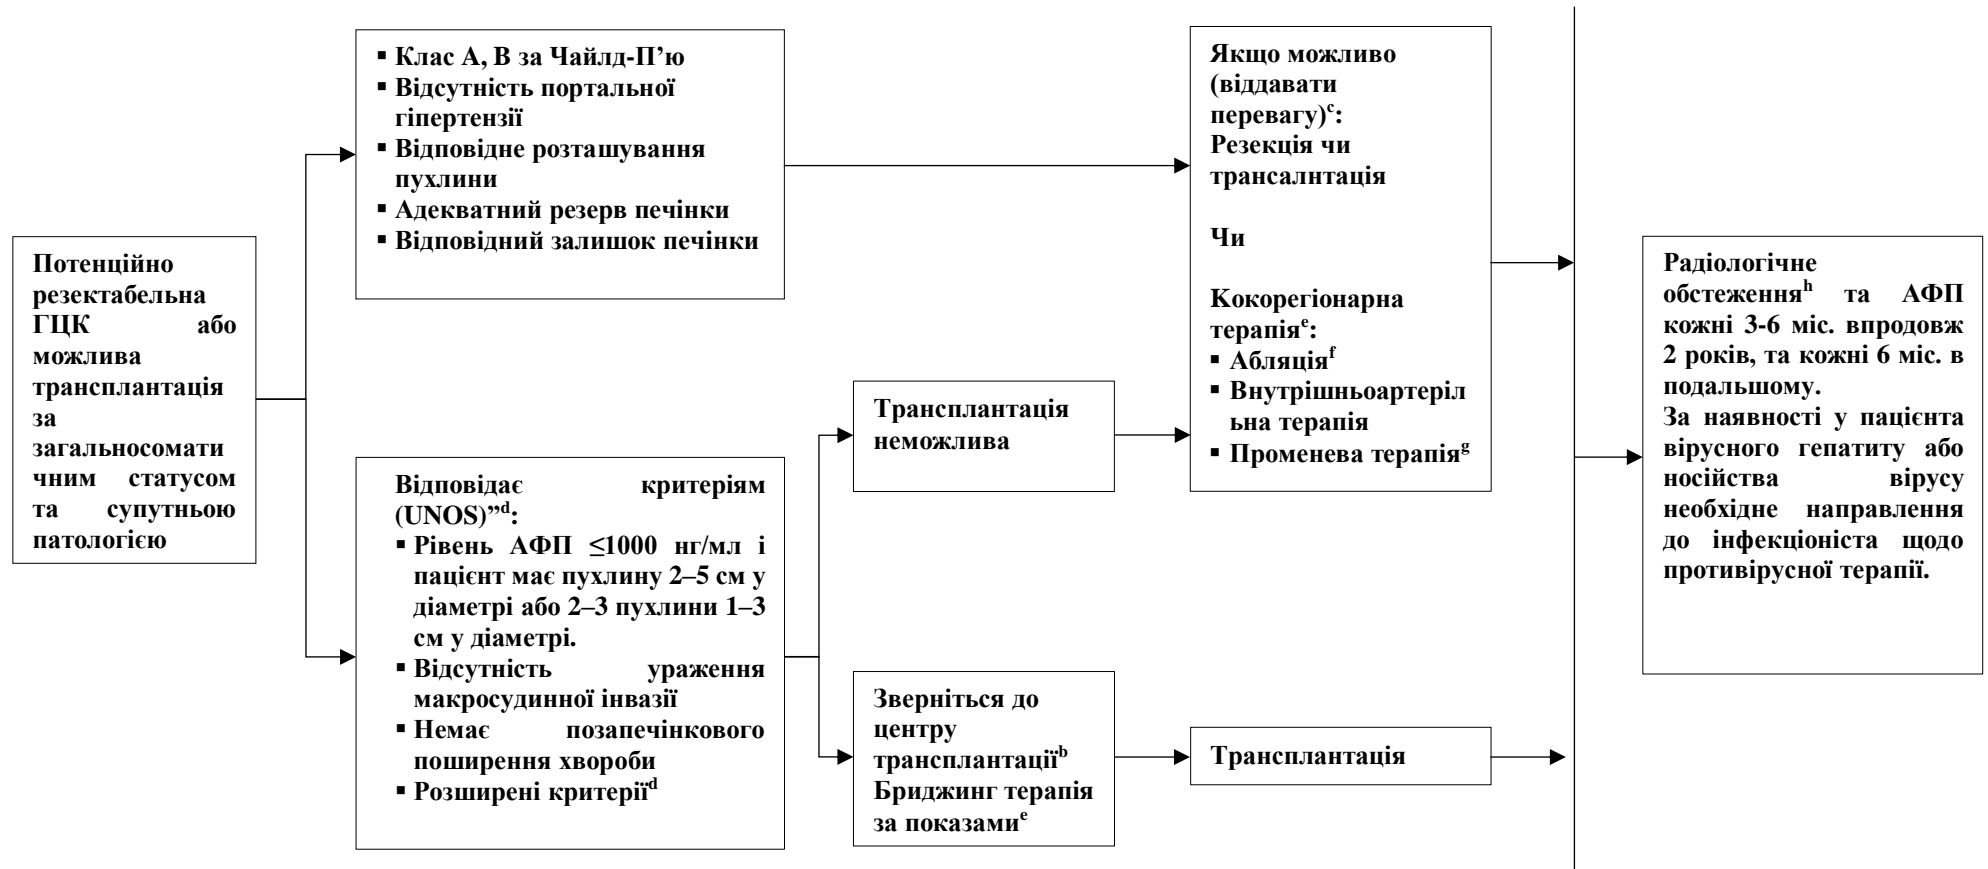 Потенційно
резектабельна
ГЦК або
можлива
трансплантація
за
загальносомати
чним статусом
та супутньою
патологією
▪ Клас А, В за Чайлд-П’ю
▪ Відсутність портальної
гіпертензії
▪ Відповідне розташування
пухлини
▪ Адекватний резерв печінки
▪ Відповідний залишок печінки
Відповідає критеріям
(UNOS)”d:
▪ Рівень АФП ≤1000 нг/мл і
пацієнт має пухлину 2–5 см у
діаметрі або 2–3 пухлини 1–3
см у діаметрі.
▪ Відсутність ураження
макросудинної інвазії
▪ Немає позапечінкового
поширення хвороби
▪ Розширені критеріїd
Трансплантація
неможлива
Зверніться до
центру
трансплантаціїb
Бриджинг терапія
за показамиe
Якщо можливо
(віддавати
перевагу)c:
Резекція чи
трансалнтація
Чи
Кокорегіонарна
терапіяe:
▪ Абляціяf
▪ Внутрішньоартеріл
ьна терапія
▪ Променева терапіяg
Трансплантація
Радіологічне
обстеженняh та АФП
кожні 3-6 міс. впродовж
2 років, та кожні 6 міс. в
подальшому.
За наявності у пацієнта
вірусного гепатиту або
носійства вірусу
необхідне направлення
до інфекціоніста щодо
противірусної терапії.